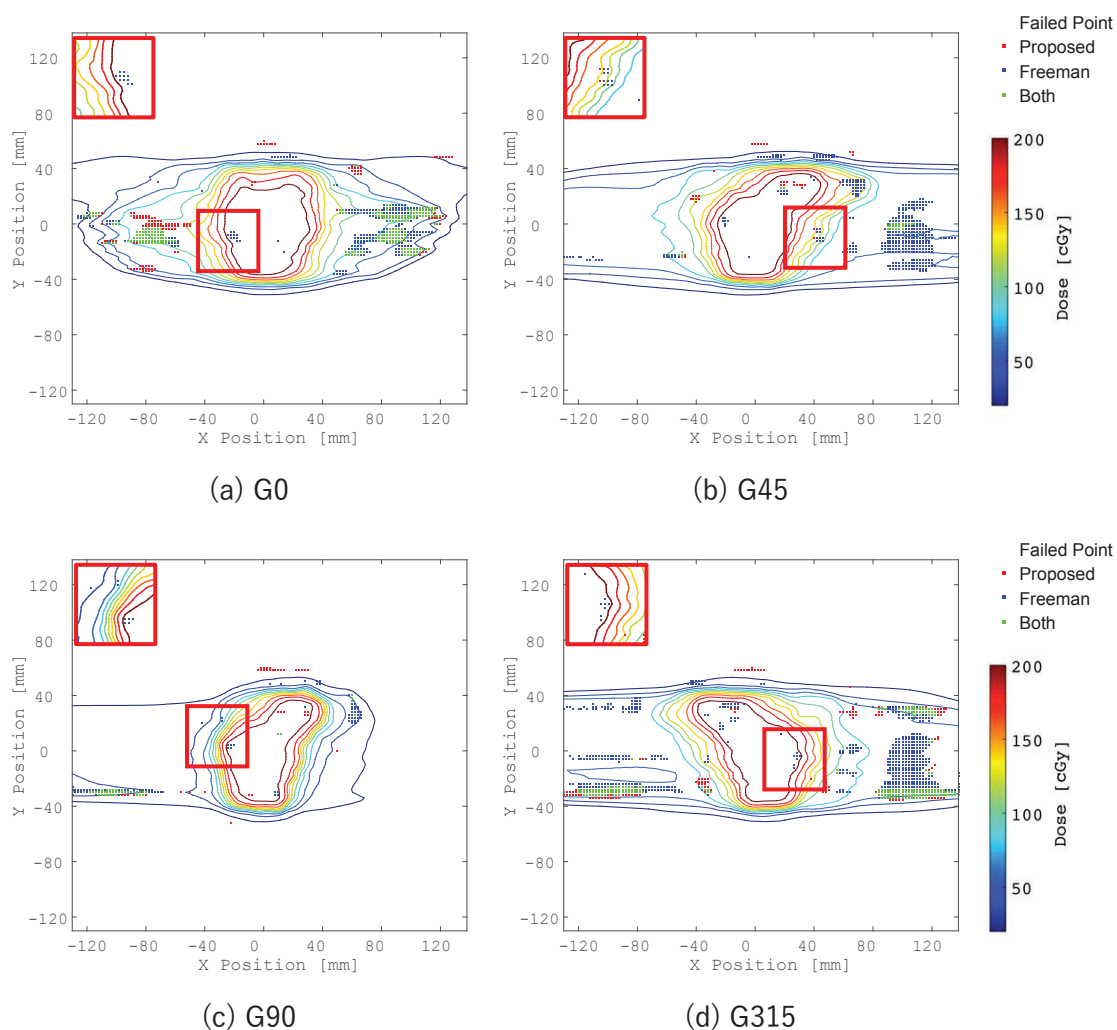 Failed Point
Proposed
Freeman
Both
120
80
40
0
-40
-80
-120
Y Position [mm]
-120 -80 -40 0 40 80 120
X Position [mm]
(a) G0
120
80
40
0
-40
-80
-120
Y Position [mm]
-120 -80 -40 0 40 80 120
X Position [mm]
(b) G45
200
150
100
50
Dose [cGy]
Failed Point
Proposed
Freeman
Both
120
80
40
0
-40
-80
-120
Y Position [mm]
-120 -80 -40 0 40 80 120
X Position [mm]
(c) G90
120
80
40
0
-40
-80
-120
Y Position [mm]
-120 -80 -40 0 40 80 120
X Position [mm]
(d) G315
200
150
100
50
Dose [cGy]